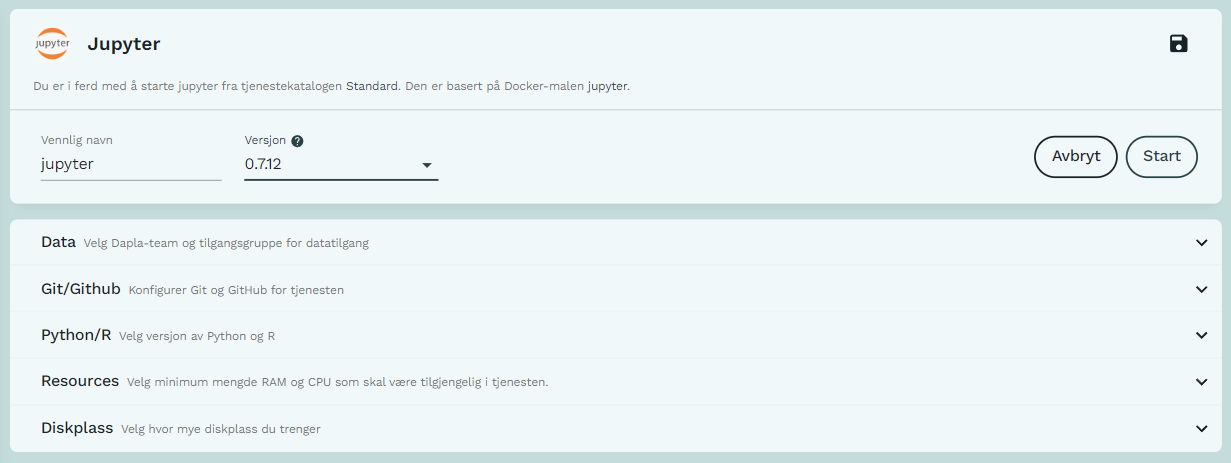 jupyter
Jupyter
Du er i ferd med å starte jupyter fra tjenestekatalogen Standard. Den er basert på Docker-malen jupyter.
Vennlig navn
Versjon ?
jupyter
0.7.12
Avbryt
Start
Data Velg Dapla-team og tilgangsgruppe for datatilgang
Git/Github Konfigurer Git og GitHub for tjenesten
Python/R Velg versjon av Python og R
Resources Velg minimum mengde RAM og CPU som skal være tilgjengelig i tjenesten.
Diskplass Velg hvor mye diskplass du trenger